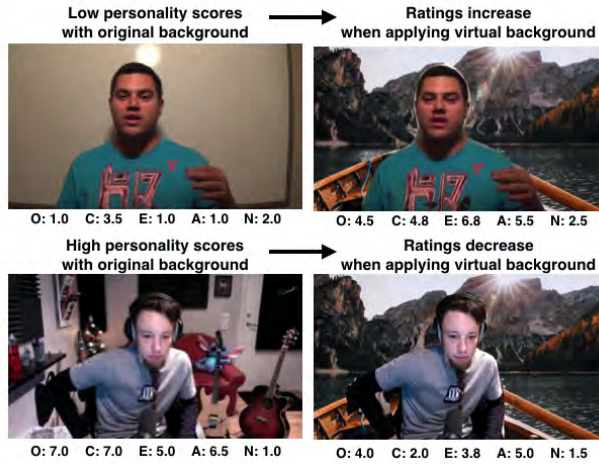 Low personality scores
with original background
Ratings increase
when applying virtual background
O: 1.0 C: 3.5 E: 1.0 A: 1.0 N: 2.0
O: 4.5 C: 4.8 E: 6.8 A: 5.5 N: 2.5
High personality scores
with original background
Ratings decrease
when applying virtual background
O: 7.0 C: 7.0 E: 5.0 A: 6.5 N: 1.0
O: 4.0 C: 2.0 E: 3.8 A: 5.0 N: 1.5